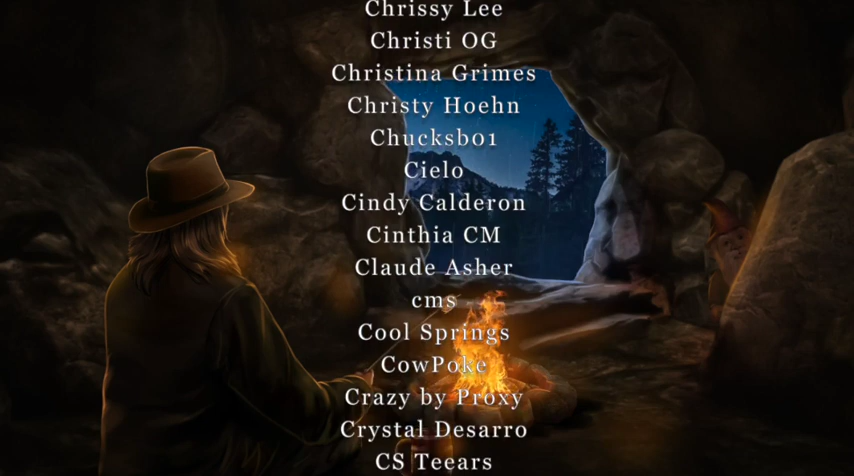 Chrissy Lee
Christi OG
Christina Grimes
Christy Hoehn
Chucksb01
Cielo
Cindy Calderon
Cinthia CM
Claude Asher
cms
Cool Springs
CowPoke
Crazy by Proxy
Crystal Desarro
CS Teears